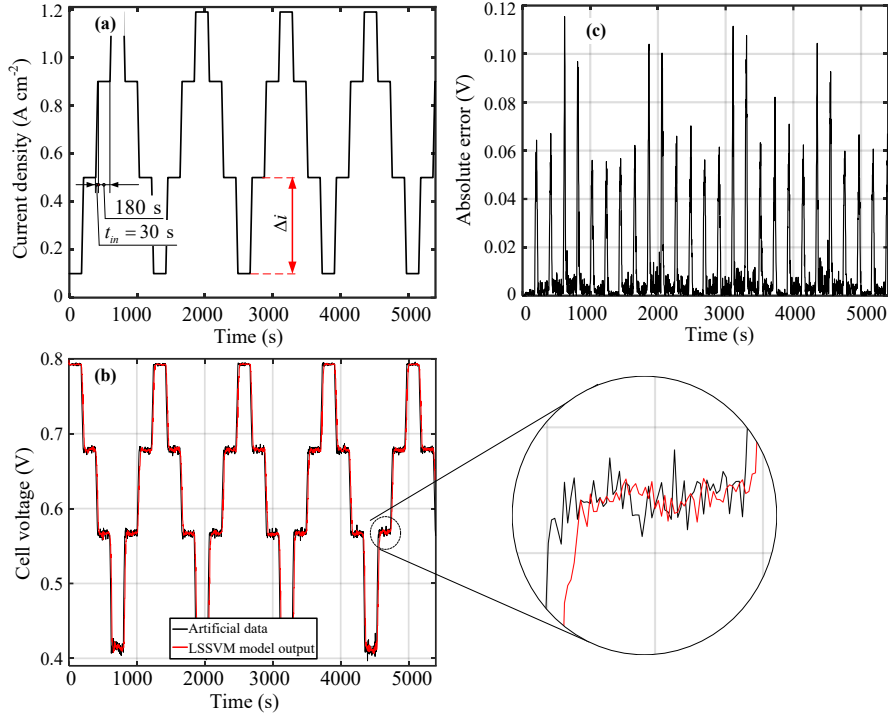 (a)
Current density (A cm-2)
1.2
1.0
0.8
0.6
0.4
0.2
0
180 s
tin = 30 s
Δi
0 1000 2000 3000 4000 5000
Time (s)
(c)
Absolute error (V)
0.12
0.10
0.08
0.06
0.04
0.02
0
0 1000 2000 3000 4000 5000
Time (s)
(b)
Cell voltage (V)
0.8
0.7
0.6
0.5
0.4
Artificial data
LSSVM model output
0 1000 2000 3000 4000 5000
Time (s)